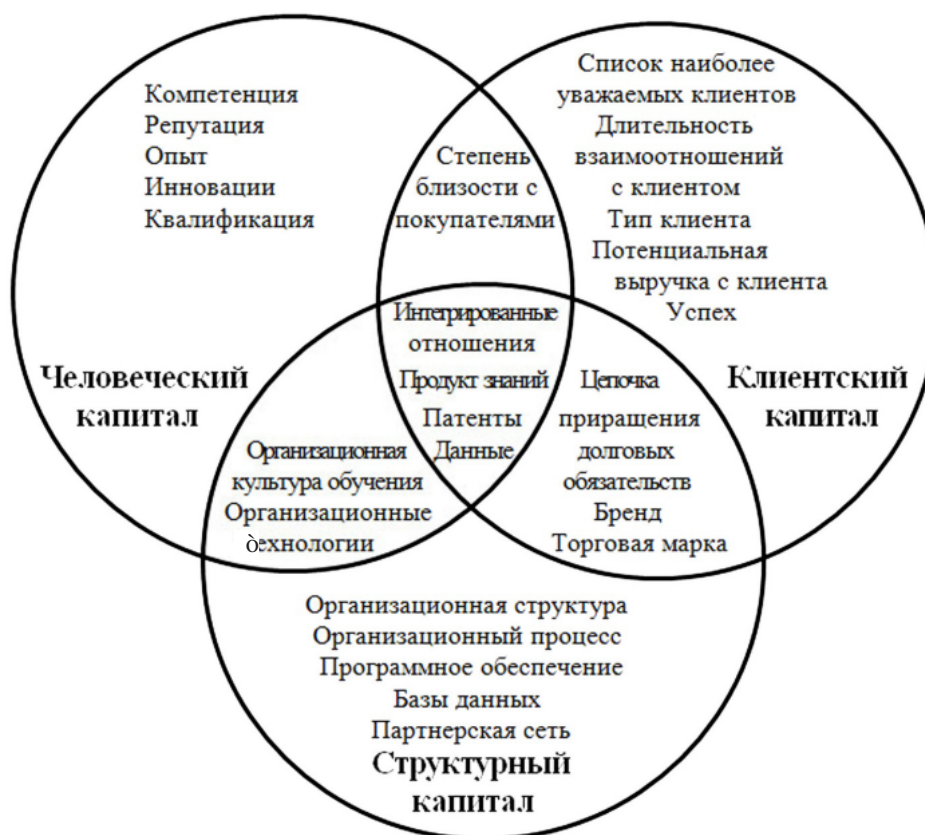 Компетенция
Репутация
Опыт
Инновации
Квалификация
Человеческий
капитал
Степень
близости с
покупателями
Список наиболее
уважаемых клиентов
Длительность
взаимоотношений
с клиентом
Тип клиента
Потенциальная
выручка с клиента
Успех
Клиентский
капитал
Интегрированные
отношения
Продукт знаний
Патенты
Данные
Организационная
культура обучения
Организационные
òехнологии
Цепочка
приращения
долговых
обязательств
Бренд
Торговая марка
Организационная структура
Организационный процесс
Программное обеспечение
Базы данных
Партнерская сеть
Структурный
капитал